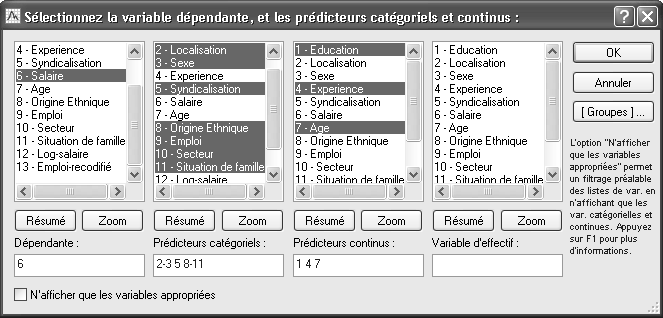 Sélectionnez la variable dépendante, et les prédicteurs catégoriels et continus :
4 - Experience
5 - Syndicalisation
6 - Salaire
7 - Age
8 - Origine Ethnique
9 - Emploi
10 - Secteur
11 - Situation de famille
12 - Log-salaire
13 - Emploi-recodifié
2 - Localisation
3 - Sexe
4 - Experience
5 - Syndicalisation
6 - Salaire
7 - Age
8 - Origine Ethnique
9 - Emploi
10 - Secteur
11 - Situation de famille
12 - Log-salaire
1 - Education
2 - Localisation
3 - Sexe
4 - Experience
5 - Syndicalisation
6 - Salaire
7 - Age
8 - Origine Ethnique
9 - Emploi
10 - Secteur
11 - Situation de famille
1 - Education
2 - Localisation
3 - Sexe
4 - Experience
5 - Syndicalisation
6 - Salaire
7 - Age
8 - Origine Ethnique
9 - Emploi
10 - Secteur
11 - Situation de famille
OK
Annuler
[ Groupes ] ...
L'option "N'afficher
que les variables
appropriées" permet
un filtrage préalable
des listes de var. en
n'affichant que les
var. catégorielles et
continues. Appuyez
sur F1 pour plus
d'informations.
Résumé Zoom Résumé Zoom Résumé Zoom Résumé Zoom
Dépendante : Prédicteurs catégoriels : Prédicteurs continus : Variable d'effectif :
6 2-3 5 8-11 1 4 7
N'afficher que les variables appropriées